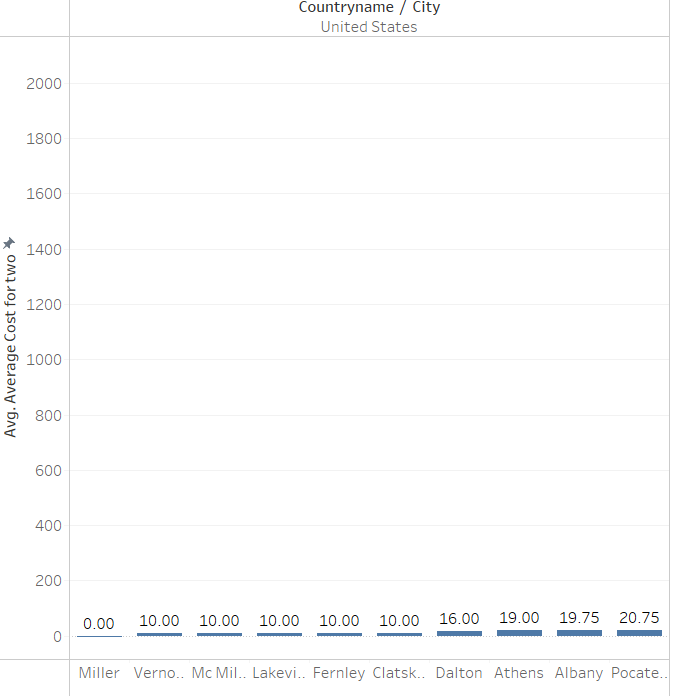 Countryname / City
United States
Avg. Average Cost for two
2000
1800
1600
1400
1200
1000
800
600
400
200
0
0.00 10.00 10.00 10.00 10.00 10.00 16.00 19.00 19.75 20.75
Miller Verno.. Mc Mil.. Lakevi.. Fernley Clatsk.. Dalton Athens Albany Pocate..